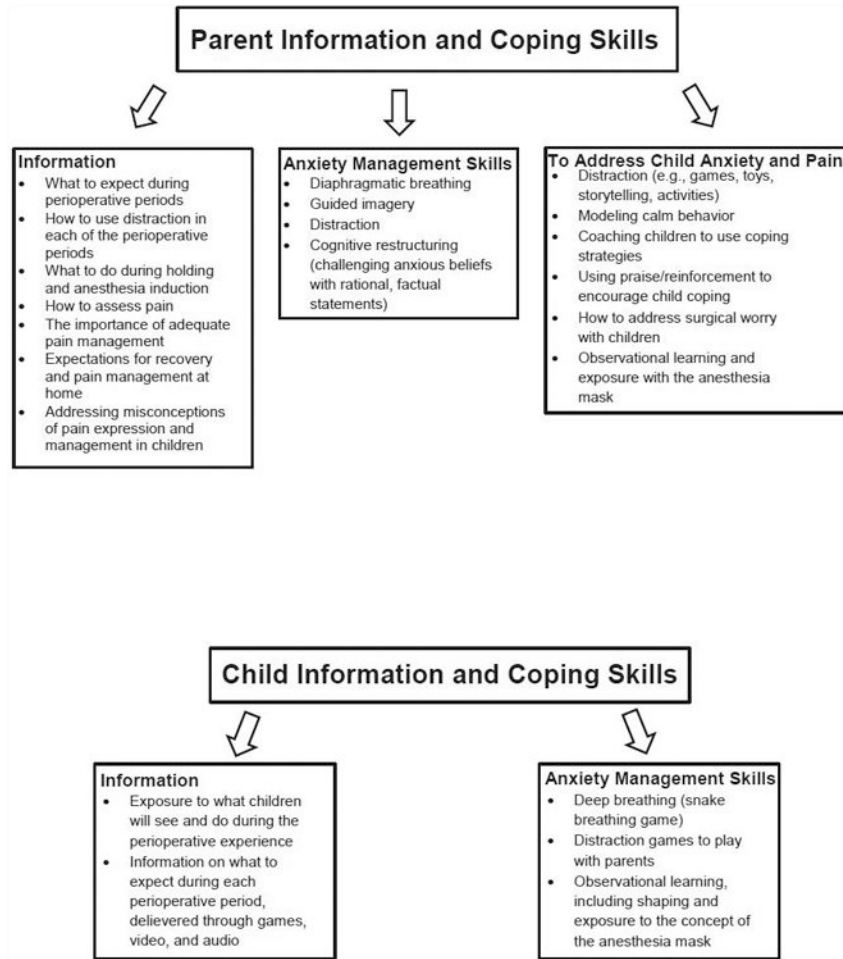 Parent Information and Coping Skills
Information
• What to expect during
perioperative periods
• How to use distraction in
each of the perioperative
periods
• What to do during holding
and anesthesia induction
• How to assess pain
• The importance of adequate
pain management
• Expectations for recovery
and pain management at
home
• Addressing misconceptions
of pain expression and
management in children
Anxiety Management Skills
• Diaphragmatic breathing
• Guided imagery
• Distraction
• Cognitive restructuring
(challenging anxious beliefs
with rational, factual
statements)
To Address Child Anxiety and Pain
• Distraction (e.g., games, toys,
storytelling, activities)
• Modeling calm behavior
• Coaching children to use coping
strategies
• Using praise/reinforcement to
encourage child coping
• How to address surgical worry
with children
• Observational learning and
exposure with the anesthesia
mask
Child Information and Coping Skills
Information
• Exposure to what children
will see and do during the
perioperative experience
• Information on what to
expect during each
perioperative period,
delievered through games,
video, and audio
Anxiety Management Skills
• Deep breathing (snake
breathing game)
• Distraction games to play
with parents
• Observational learning,
including shaping and
exposure to the concept of
the anesthesia mask